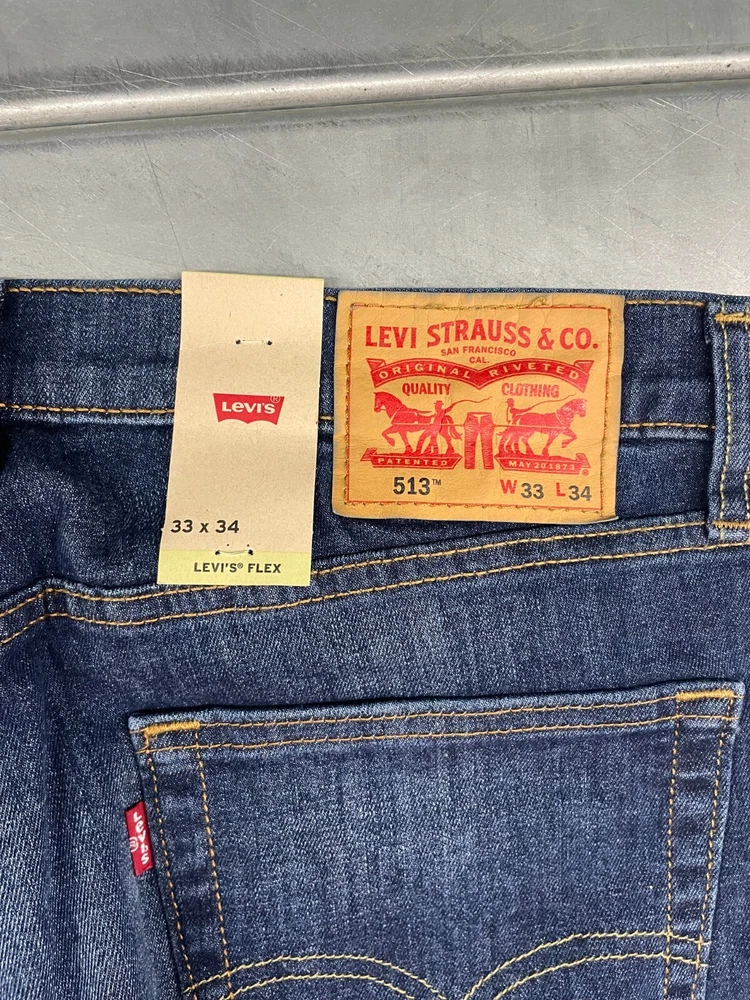 LEVI'S®
33 x 34
LEVI'S® FLEX
LEVI STRAUSS & CO.
SAN FRANCISCO
CAL.
ORIGINAL RIVETED
QUALITY CLOTHING
PATENTED MAY 20 1873
513™ W 33 L 34
LEVI'S
®